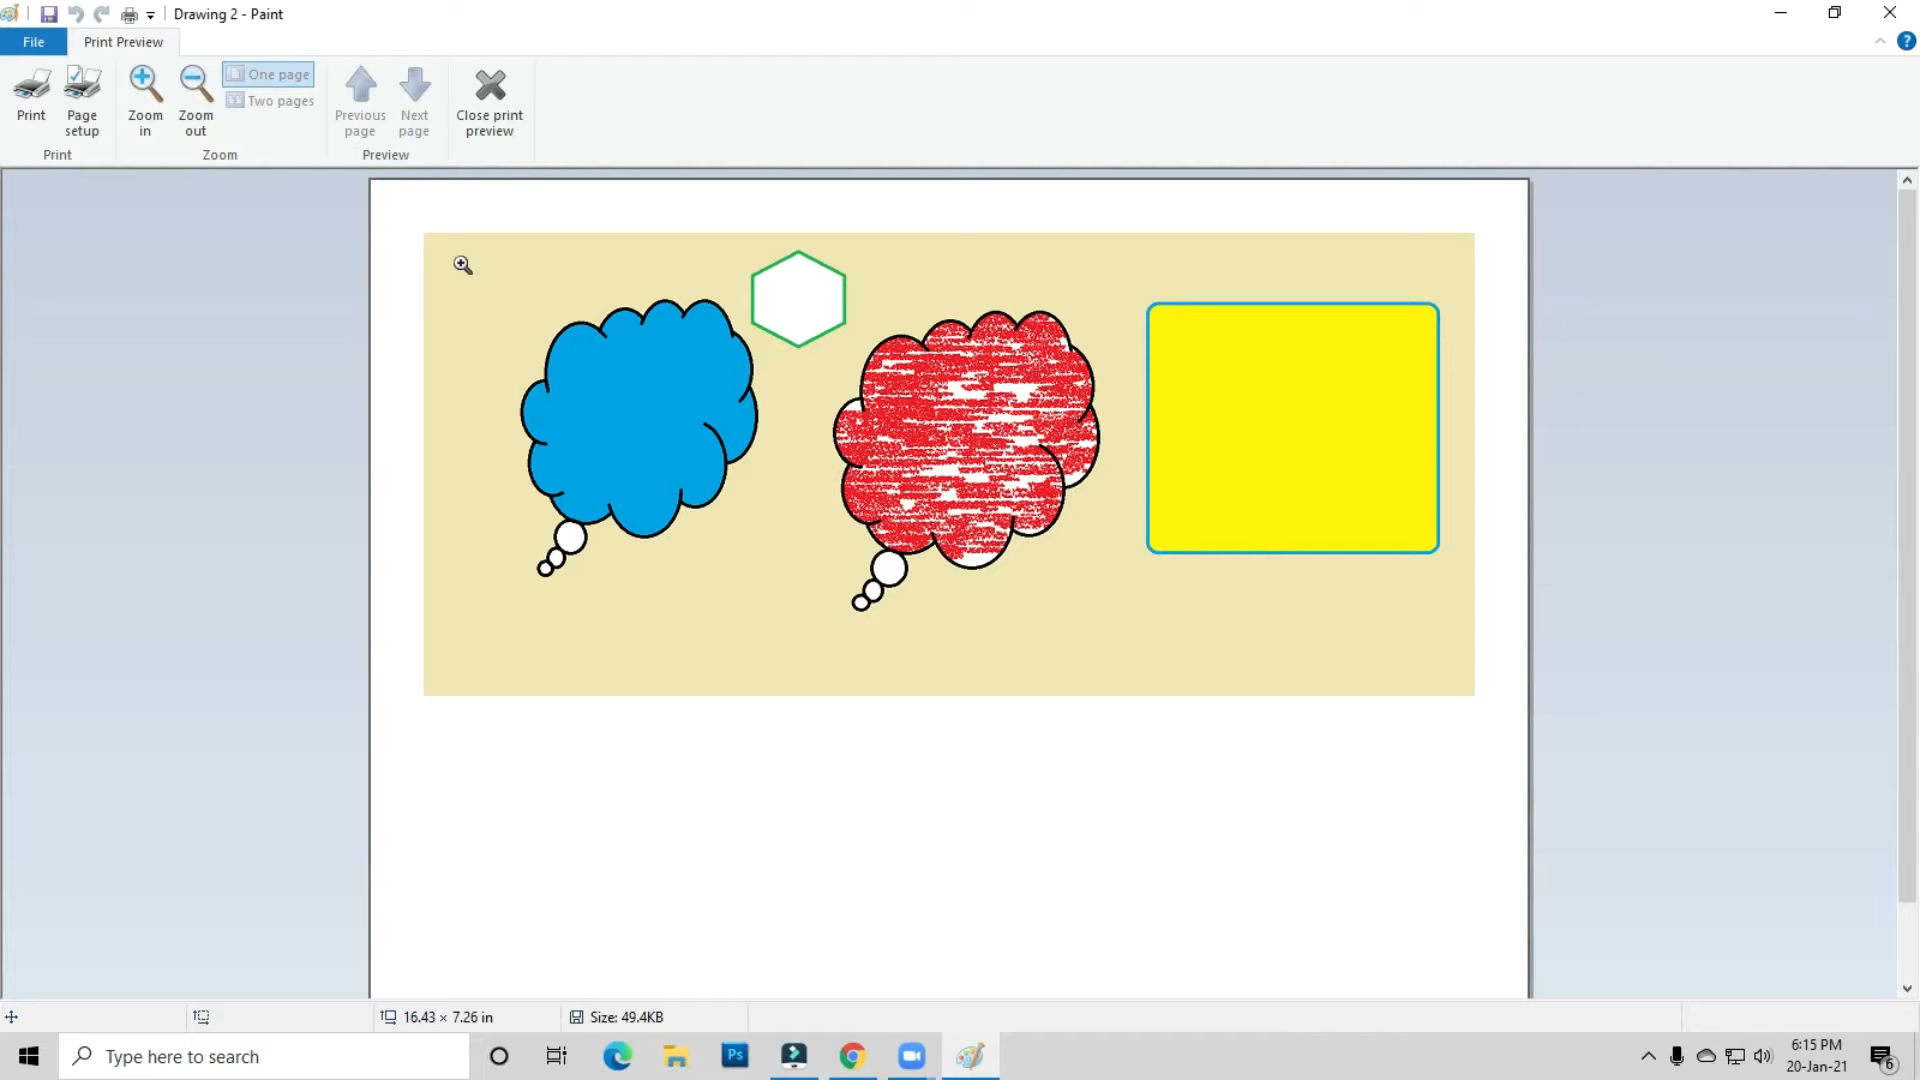 Drawing 2 - Paint
File
Print Preview
?
Print
Page setup
Zoom in
Zoom out
One page
Two pages
Previous page
Next page
Close print preview
Print
Zoom
Preview
16.43 × 7.26 in
Size: 49.4KB
Type here to search
Ps
6:15 PM
20-Jan-21
6